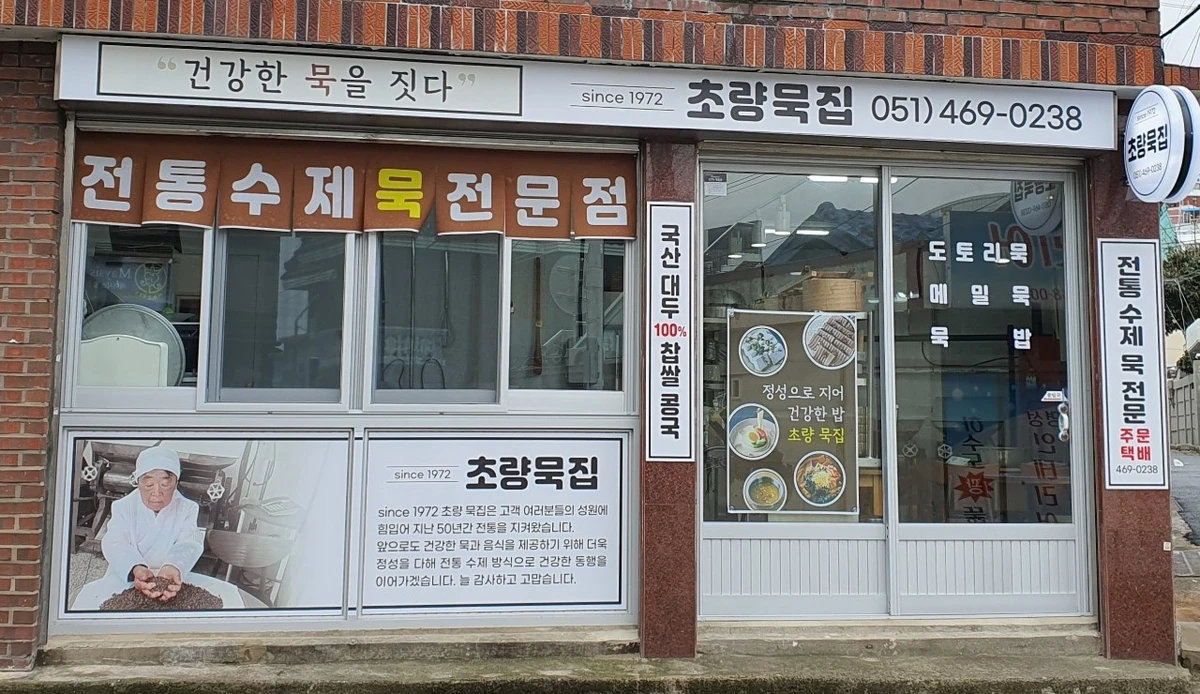 “건강한 묵을 짓다”
since 1972 초량묵집 051) 469-0238
since 1972
초량묵집
051) 469-0238
전통수제묵전문점
국산대두 100% 찹쌀콩국
도토리묵
메밀묵
묵밥
정성으로 지어
건강한 밥
초량 묵집
전통수제 묵전문
주문
택배
469-0238
since 1972 초량묵집
since 1972 초량 묵집은 고객 여러분들의 성원에
힘입어 지난 50년간 전통을 지켜왔습니다.
앞으로도 건강한 묵과 음식을 제공하기 위해 더욱
정성을 다해 전통 수제 방식으로 건강한 동행을
이어가겠습니다. 늘 감사하고 고맙습니다.